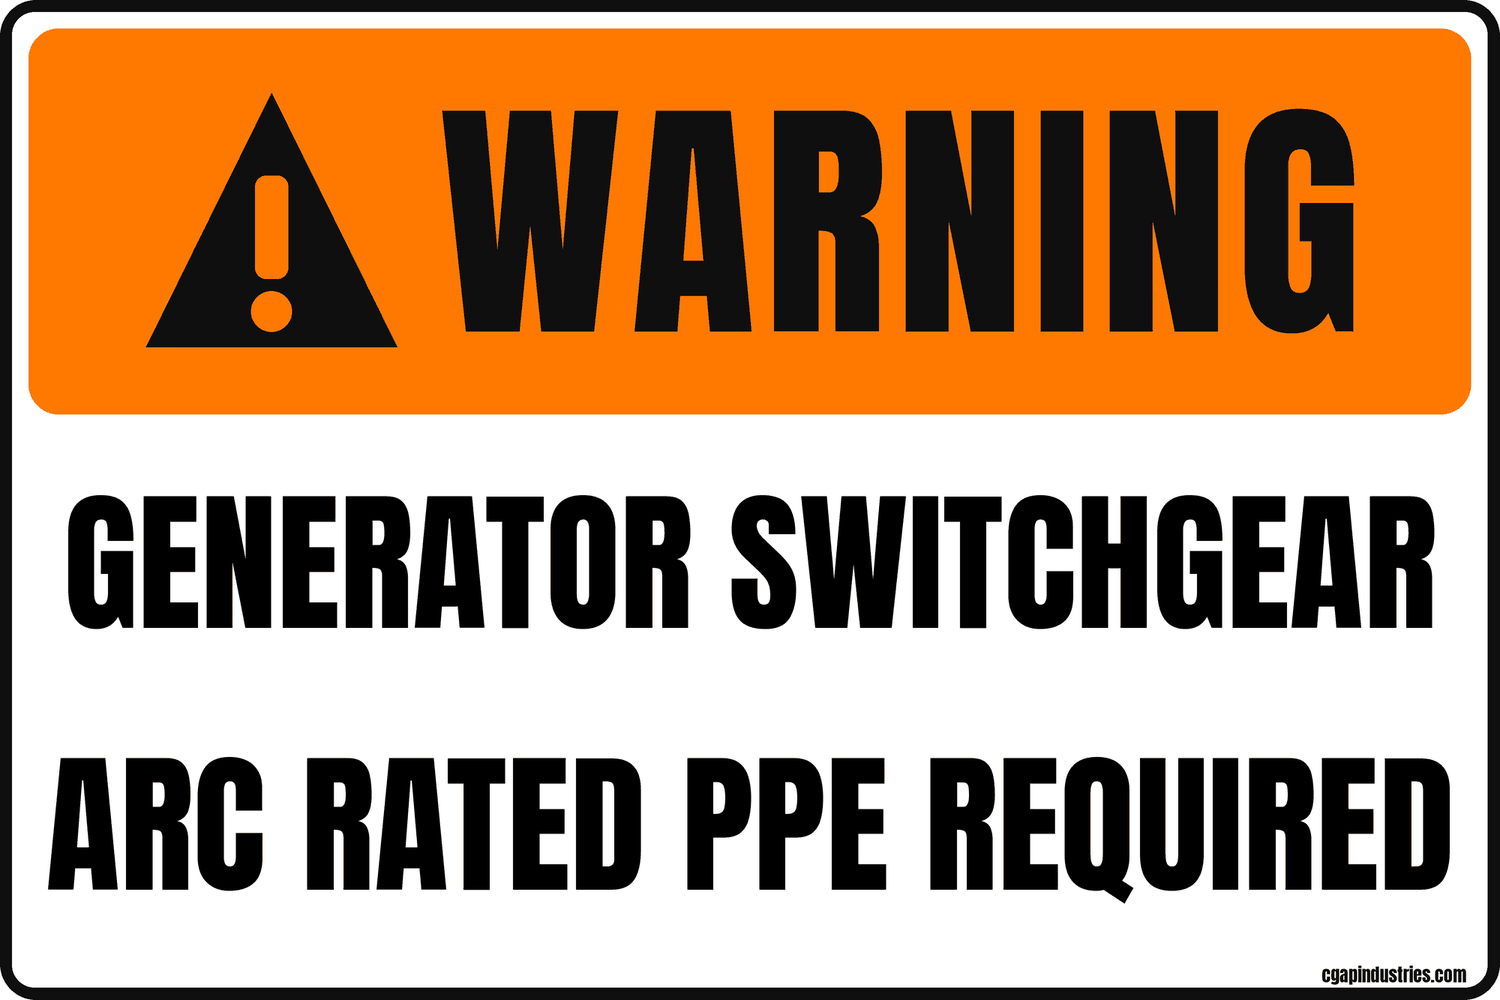 WARNING
GENERATOR SWITCHGEAR
ARC RATED PPE REQUIRED
cgapindustries.com